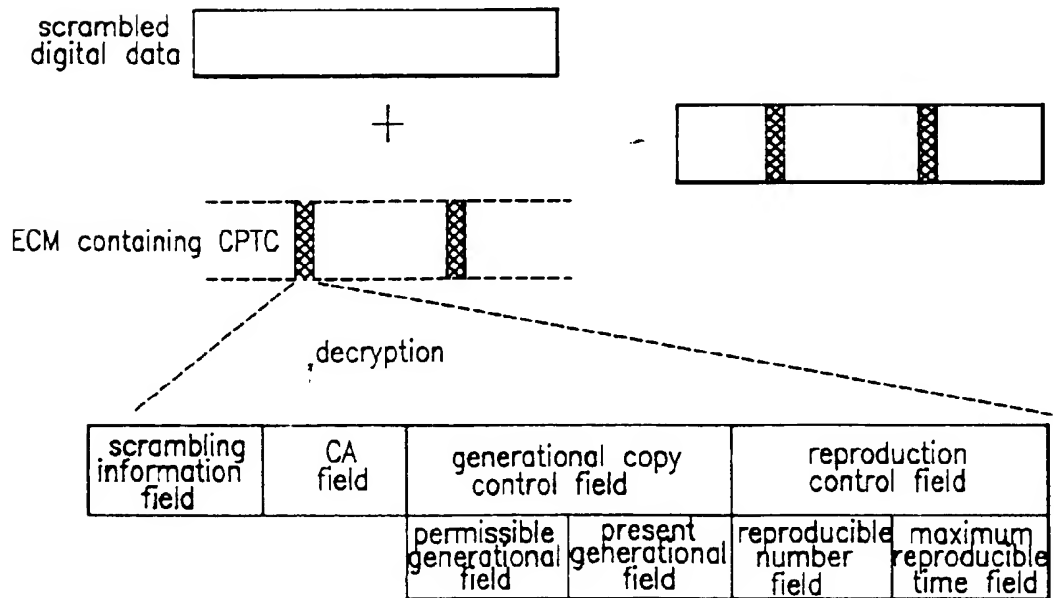 scrambled
digital data
+
ECM containing CPTC
decryption
scrambling
information
field
CA
field
generational copy
control field
reproduction
control field
permissible
generational
field
present
generational
field
reproducible
number
field
maximum
reproducible
time field